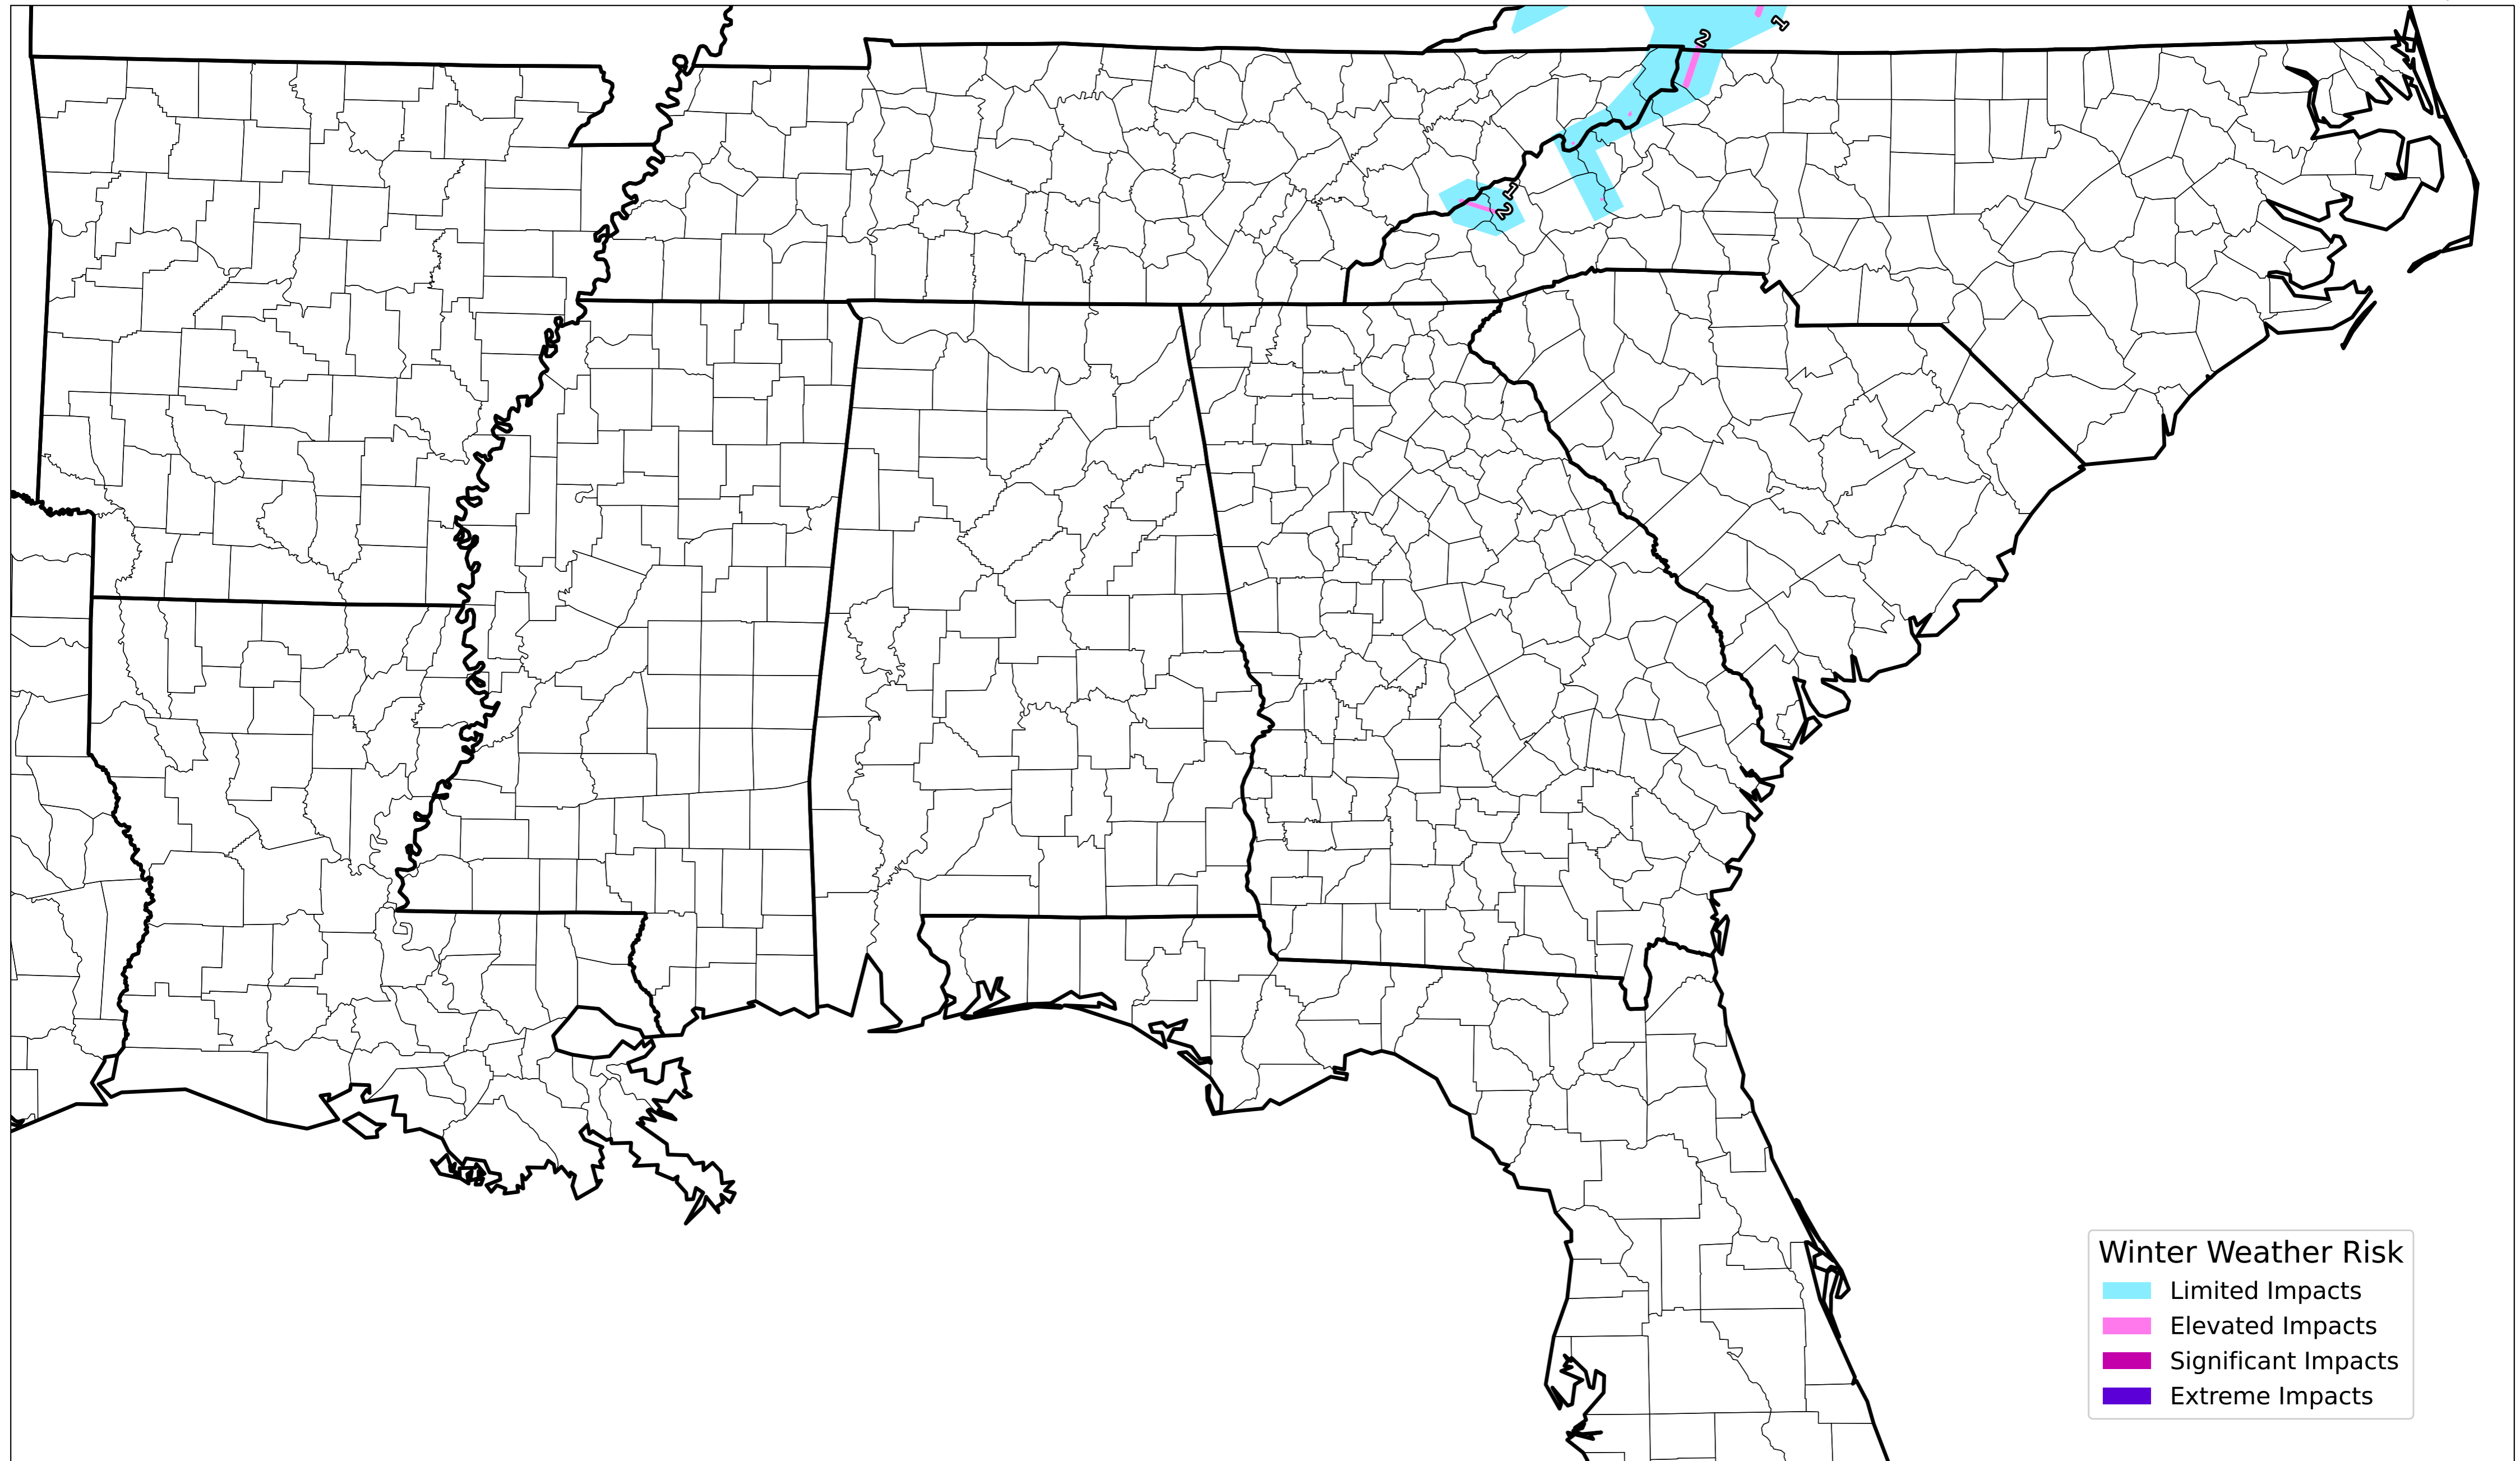 2
1
1
2
Winter Weather Risk
Limited Impacts
Elevated Impacts
Significant Impacts
Extreme Impacts